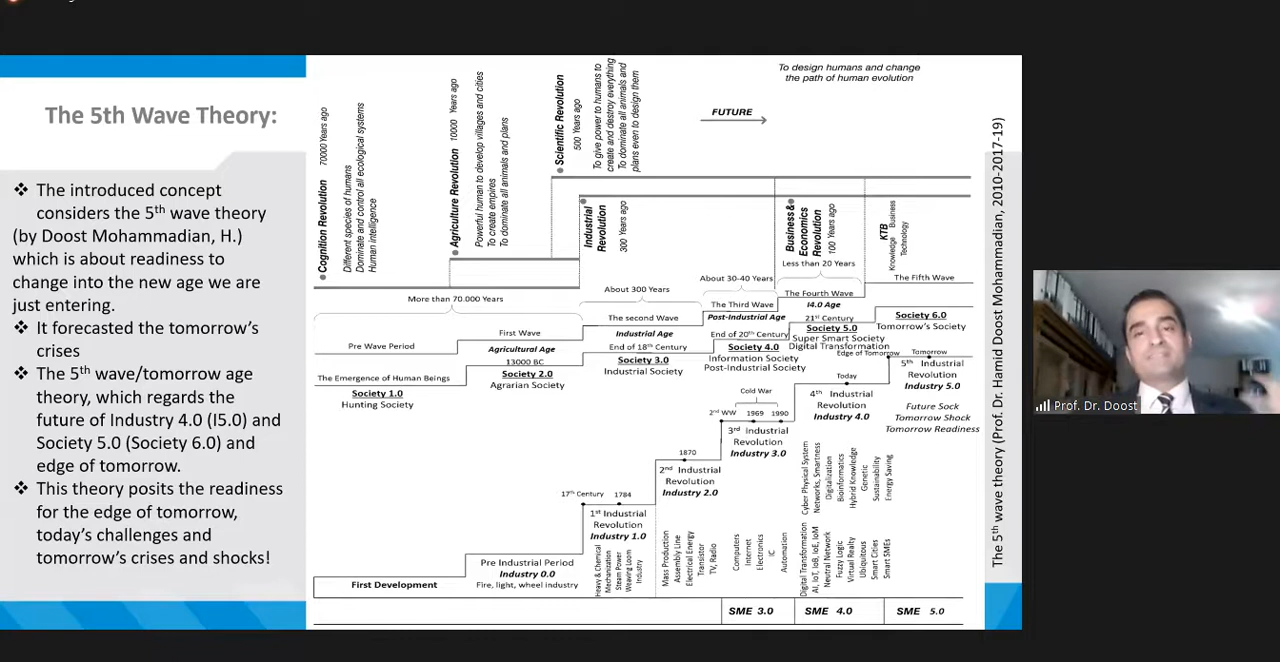 The 5th Wave Theory:
❖ The introduced concept
considers the 5th wave theory
(by Doost Mohammadian, H.)
which is about readiness to
change into the new age we are
just entering.
❖ It forecasted the tomorrow's
crises
❖ The 5th wave/tomorrow age
theory, which regards the
future of Industry 4.0 (I5.0) and
Society 5.0 (Society 6.0) and
edge of tomorrow.
❖ This theory posits the readiness
for the edge of tomorrow,
today's challenges and
tomorrow's crises and shocks!
Cognition Revolution 70000 Years ago
Different species of humans
Dominate and control all ecological systems
Human intelligence
Agriculture Revolution 10000 Years ago
Powerful human to develop villages and cities
To create empires
To dominate all animals and plans
Scientific Revolution
500 Years ago
To give power to humans to
create and destroy everything
To dominate all animals and
plans even to design them
FUTURE
To design humans and change
the path of human evolution
Industrial
Revolution
300 Years ago
Business &
Economics
Revolution
100 Years ago
KTB
Knowledge Business
Technology
More than 70.000 Years
About 300 Years
About 30-40 Years
Less than 20 Years
Pre Wave Period
First Wave
The second Wave
The Third Wave
The Fourth Wave
The Fifth Wave
Agricultural Age
Industrial Age
Post-Industrial Age
I4.0 Age
The Emergence of Human Beings
13000 BC
End of 18th Century
End of 20th Century
21st Century
Society 1.0
Hunting Society
Society 2.0
Agrarian Society
Society 3.0
Industrial Society
Society 4.0
Information Society
Post-Industrial Society
Society 5.0
Super Smart Society
Digital Transformation
Society 6.0
Tomorrow's Society
Edge of Tomorrow
Tomorrow
First Development
Pre Industrial Period
Industry 0.0
Fire, light, wheel industry
17th Century
1784
1st Industrial
Revolution
Industry 1.0
1870
2nd Industrial
Revolution
Industry 2.0
Cold War
2nd WW
1969
1990
3rd Industrial
Revolution
Industry 3.0
Today
4th Industrial
Revolution
Industry 4.0
5th Industrial
Revolution
Industry 5.0
Future Sock
Tomorrow Shock
Tomorrow Readiness
Heavy & Chemical
Mechanization
Steam Power
Weaving Loom
Industry
Mass Production
Assembly Line
Electrical Energy
Transistor
TV, Radio
Computers
Internet
Electronics
IC
Automation
Cyber Physical System
Networks, Smartness
Digitalization
Bioinformatics
Hybrid Knowledge
Genetic
Sustainability
Energy Saving
Digital Transformation
AI, IoT, IoB, IoE, IoM
Neutral Network
Fuzzy Logic
Virtual Realty
Ubiquitous
Smart Cities
Smart SMEs
SME 3.0
SME 4.0
SME 5.0
The 5th wave theory (Prof. Dr. Hamid Doost Mohammadian, 2010-2017-19)
Prof. Dr. Doost